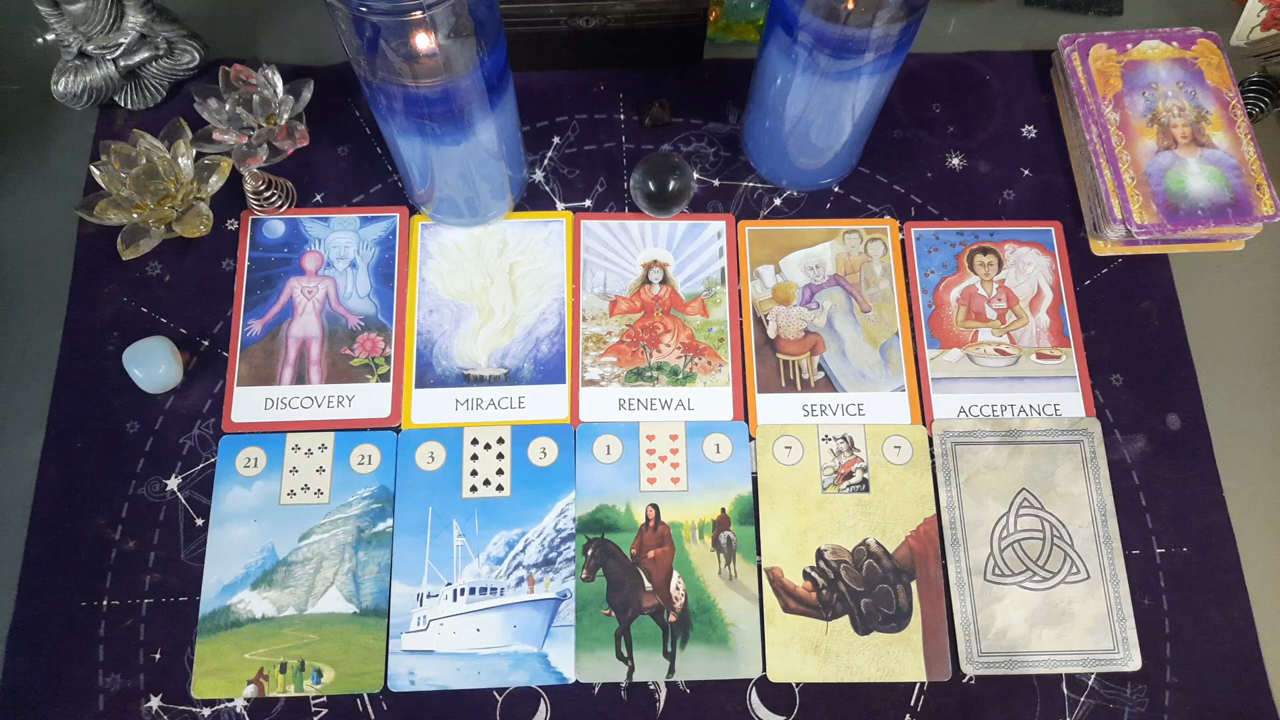 DISCOVERY
MIRACLE
RENEWAL
SERVICE
ACCEPTANCE
21 21
3 3
1 1
7 7